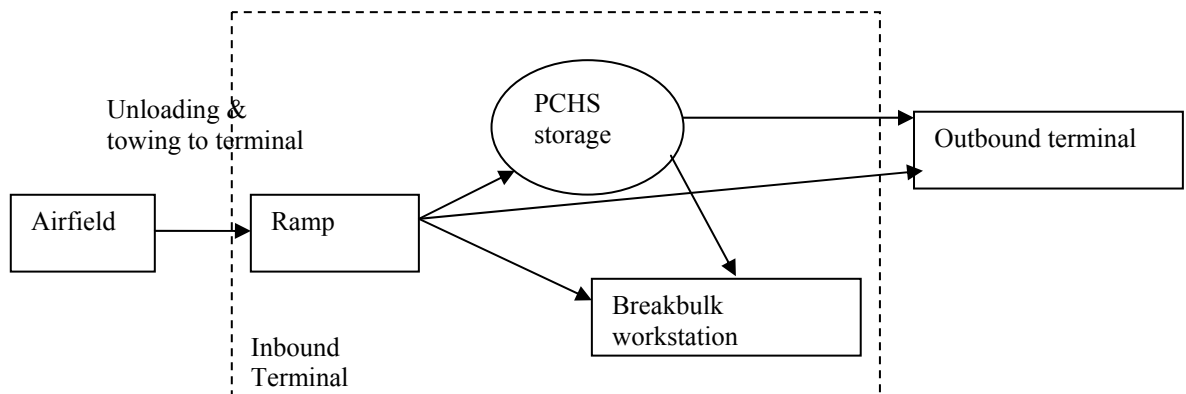 Unloading &
towing to terminal
PCHS
storage
Outbound terminal
Airfield
Ramp
Breakbulk
workstation
Inbound
Terminal